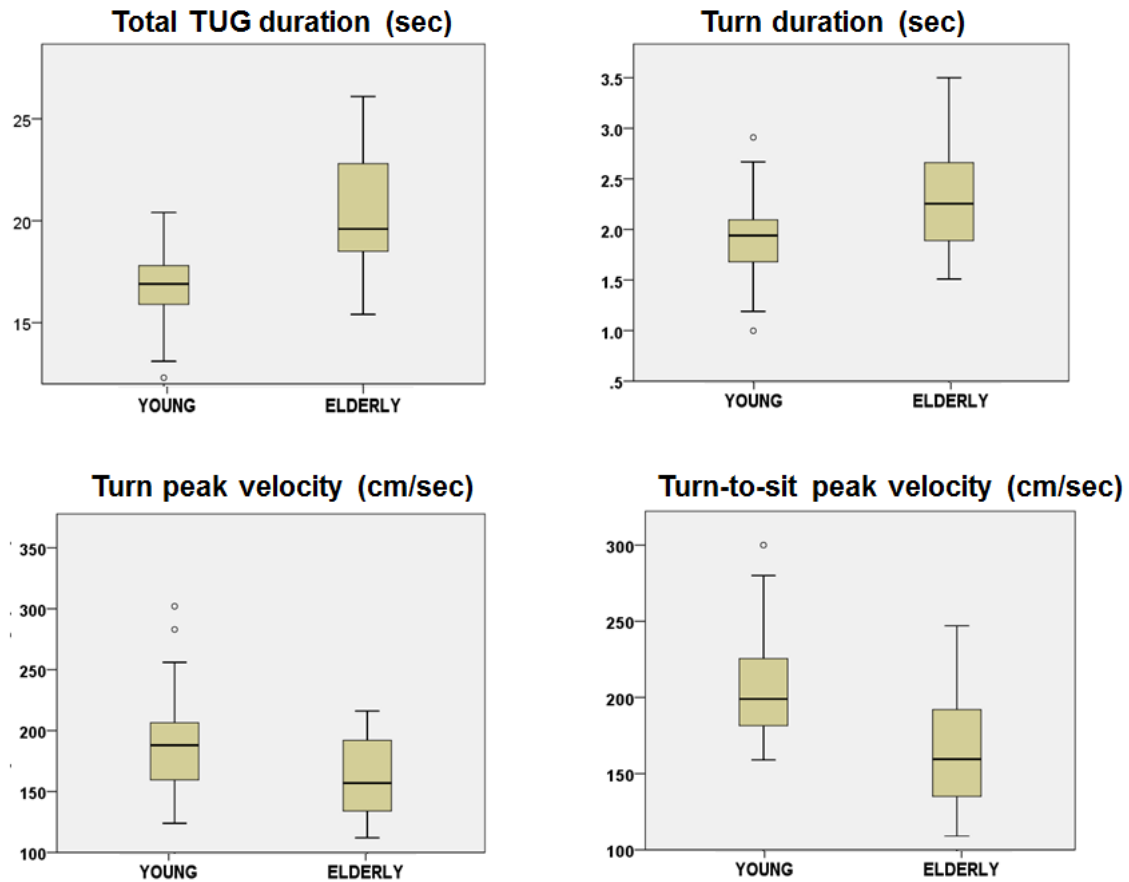 Total TUG duration (sec)
25
20
15
YOUNG ELDERLY
Turn duration (sec)
3.5
3.0
2.5
2.0
1.5
1.0
.5
YOUNG ELDERLY
Turn peak velocity (cm/sec)
350
300
250
200
150
100
YOUNG ELDERLY
Turn-to-sit peak velocity (cm/sec)
300
250
200
150
100
YOUNG ELDERLY